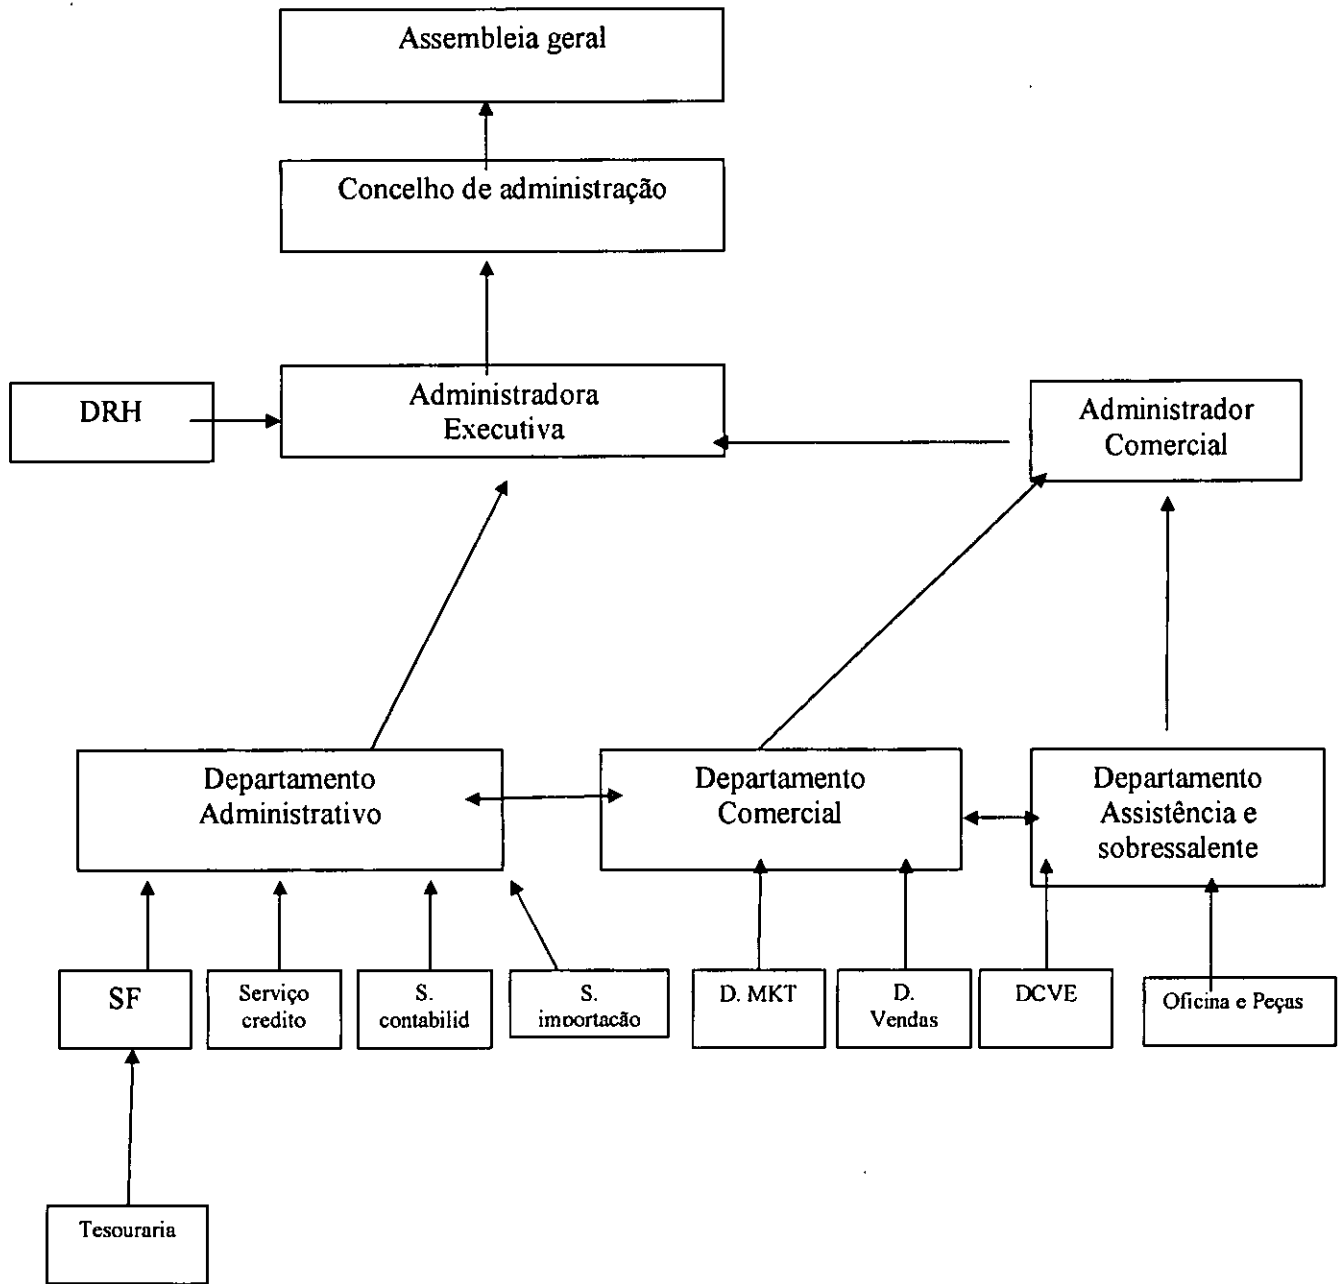 Assembleia geral
Concelho de administração
DRH
Administradora
Executiva
Administrador
Comercial
Departamento
Administrativo
Departamento
Comercial
Departamento
Assistência e
sobressalente
SF
Serviço
credito
S.
contabilid
S.
importação
D. MKT
D.
Vendas
DCVE
Oficina e Peças
Tesouraria